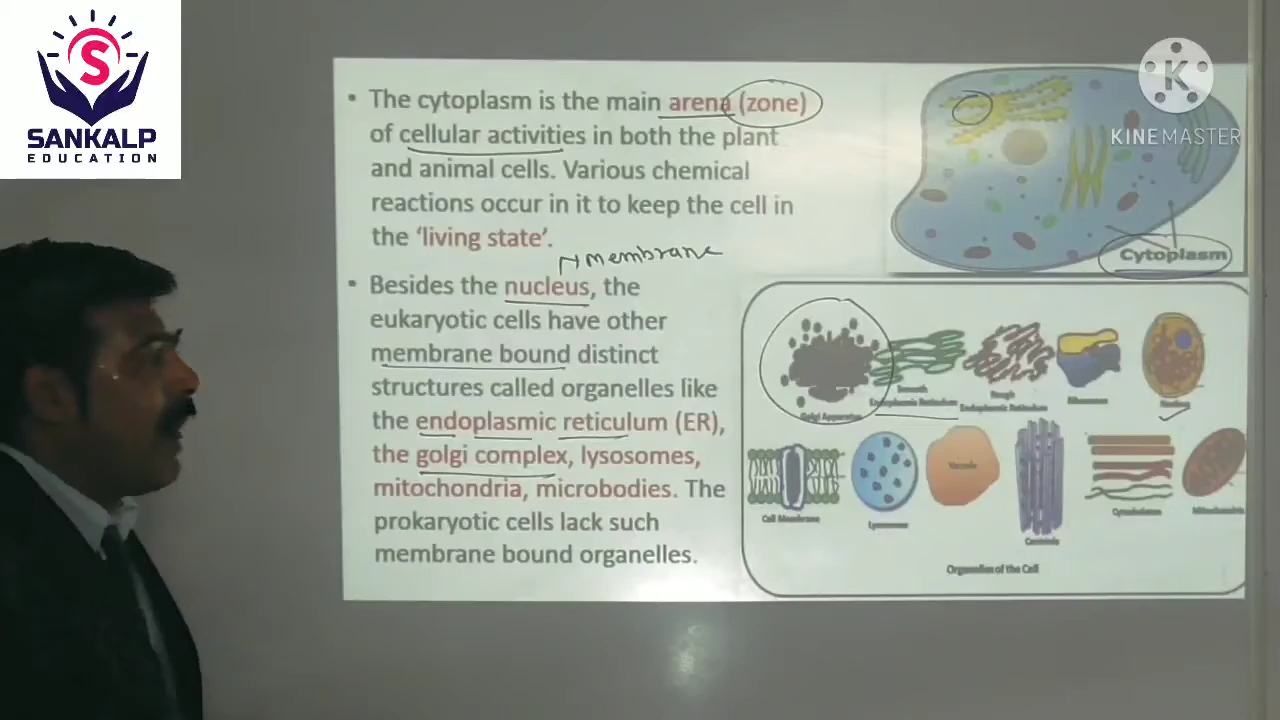 SANKALP
EDUCATION
• The cytoplasm is the main arena (zone)
of cellular activities in both the plant
and animal cells. Various chemical
reactions occur in it to keep the cell in
the ‘living state’.
membrane
• Besides the nucleus, the
eukaryotic cells have other
membrane bound distinct
structures called organelles like
the endoplasmic reticulum (ER),
the golgi complex, lysosomes,
mitochondria, microbodies. The
prokaryotic cells lack such
membrane bound organelles.
K
KINEMASTER
Cytoplasm
Golgi Apparatus
Smooth
Endoplasmic Reticulum
Rough
Endoplasmic Reticulum
Ribosomes
Nucleus
Cell Membrane
Lysosome
Vacuole
Centriole
Cytoskeleton
Mitochondria
Organelles of the Cell